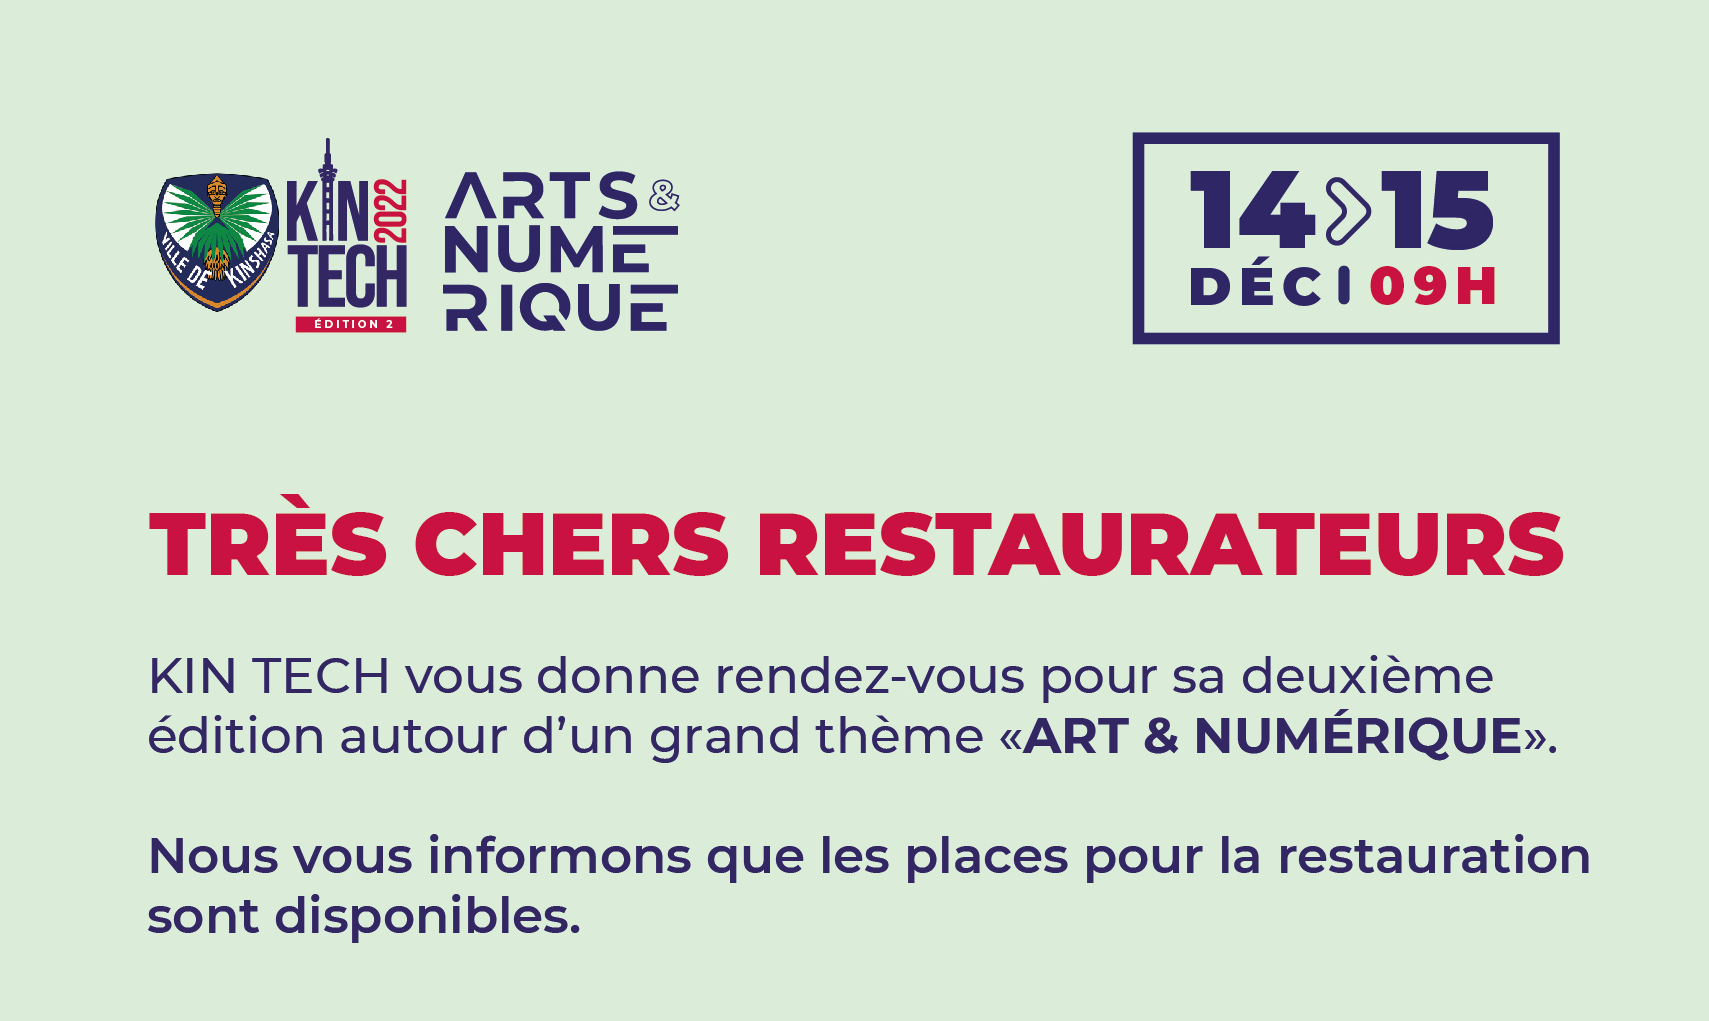 VILLE DE KINSHASA
KIN 2022
TECH
ÉDITION 2
ARTS &
NUME
RIQUE
14 > 15
DÉC | 09H
TRÈS CHERS RESTAURATEURS
KIN TECH vous donne rendez-vous pour sa deuxième
édition autour d’un grand thème «ART & NUMÉRIQUE».
Nous vous informons que les places pour la restauration
sont disponibles.